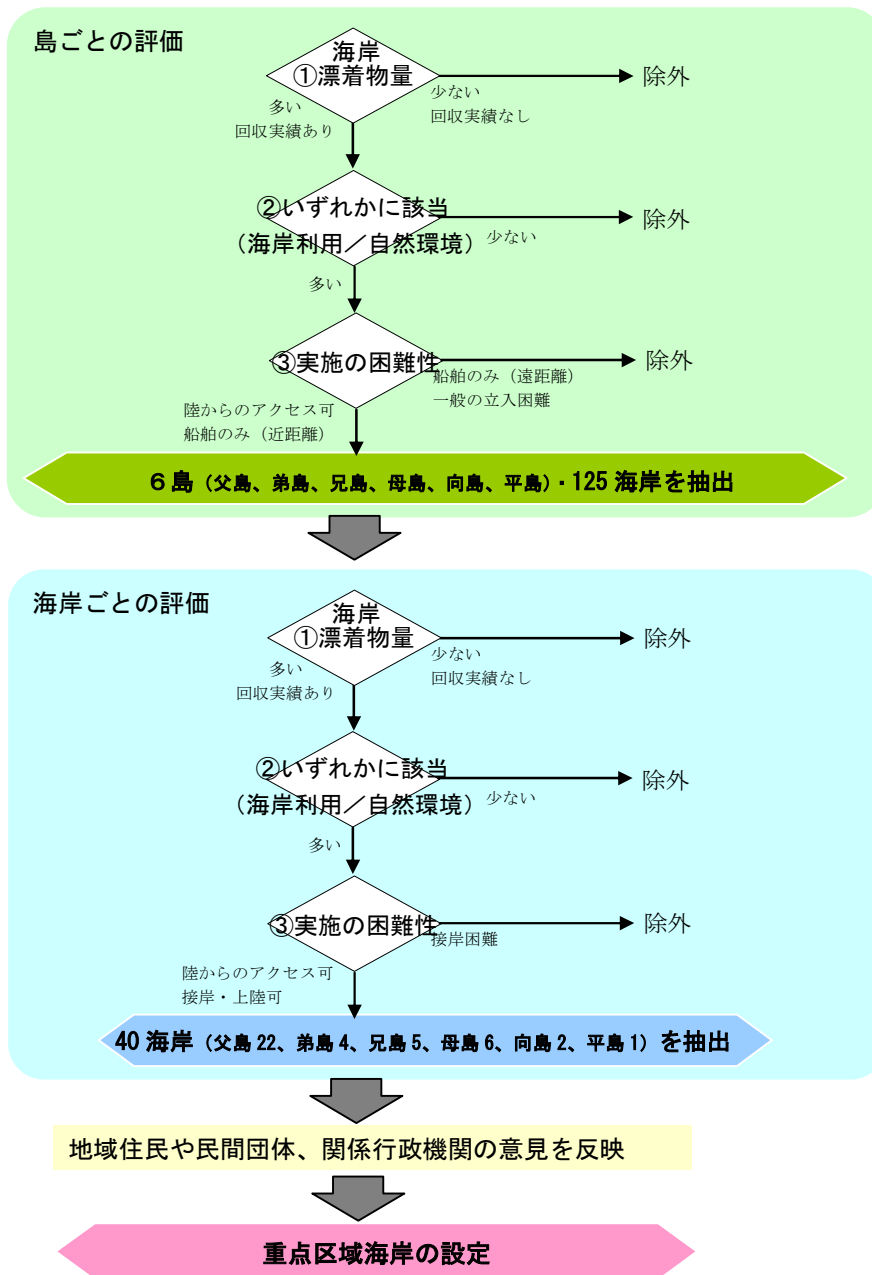 島ごとの評価
海岸
①漂着物量
除外
少ない
回収実績なし
多い
回収実績あり
②いずれかに該当
（海岸利用／自然環境）
除外
少ない
多い
③実施の困難性
除外
船舶のみ（遠距離）
一般の立入困難
陸からのアクセス可
船舶のみ（近距離）
６島（父島、弟島、兄島、母島、向島、平島）・125 海岸を抽出
海岸ごとの評価
海岸
①漂着物量
除外
少ない
回収実績なし
多い
回収実績あり
②いずれかに該当
（海岸利用／自然環境）
除外
少ない
多い
③実施の困難性
除外
接岸困難
陸からのアクセス可
接岸・上陸可
40 海岸（父島 22、弟島 4、兄島 5、母島 6、向島 2、平島 1）を抽出
地域住民や民間団体、関係行政機関の意見を反映
重点区域海岸の設定